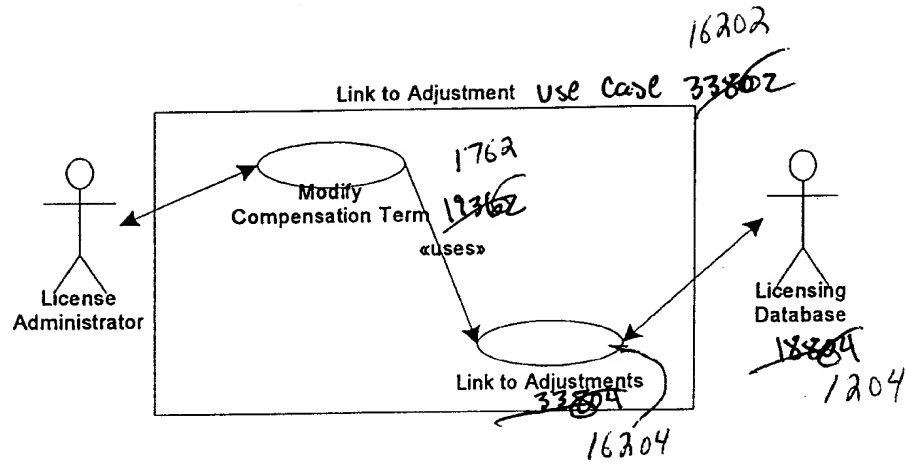 16202
Link to Adjustment use case 33802
1762
Modify
Compensation Term 19362
«uses»
License
Administrator
Licensing
Database
18804
1204
Link to Adjustments
33804
16204